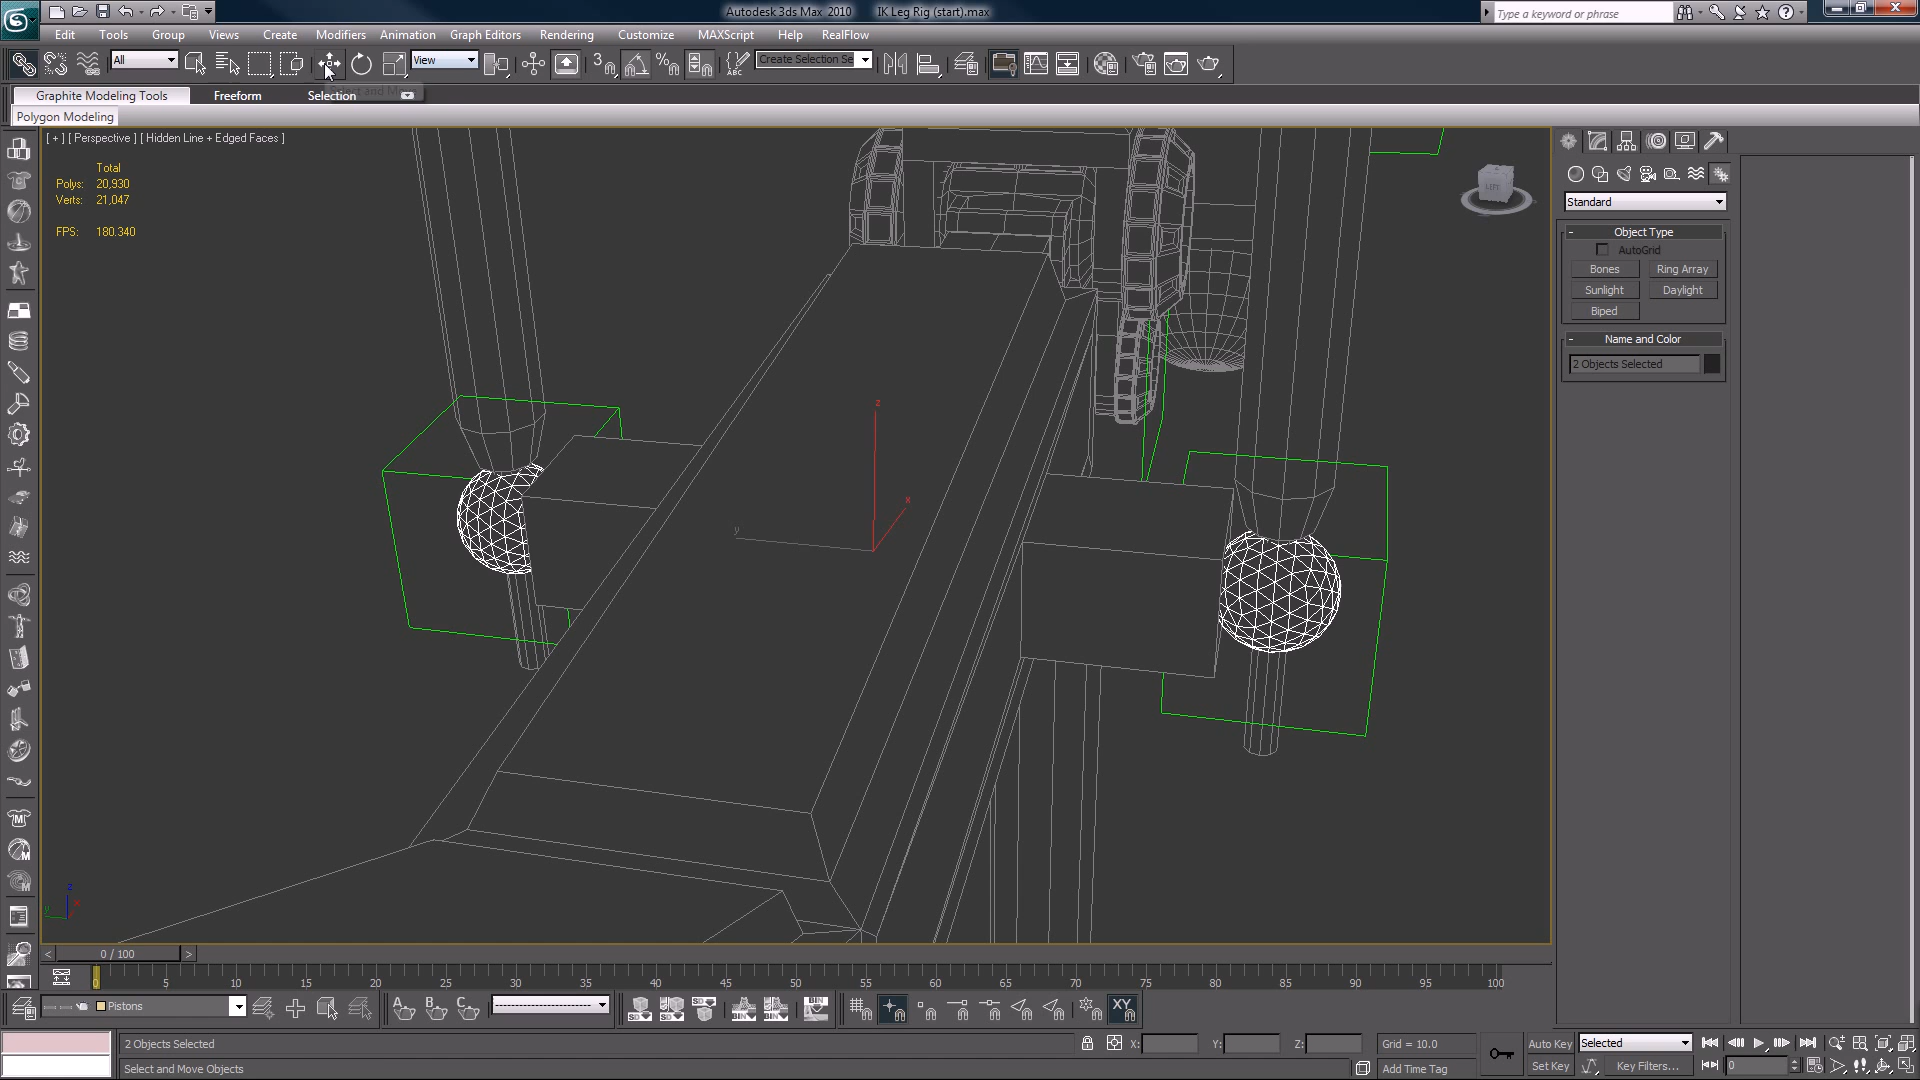 Autodesk 3ds Max 2010 IK Leg Rig (start).max
Type a keyword or phrase
Edit Tools Group Views Create Modifiers Animation Graph Editors Rendering Customize MAXScript Help RealFlow
All View 3 % ABC Create Selection Se
Graphite Modeling Tools Freeform Selection
Polygon Modeling
[ + ] [ Perspective ] [ Hidden Line + Edged Faces ]
Total
Polys: 20,930
Verts: 21,047
FPS: 180.340
z
x
y
Standard
- Object Type
AutoGrid
Bones Ring Array
Sunlight Daylight
Biped
- Name and Color
2 Objects Selected
z
x
y
< 0 / 100 >
0 5 10 15 20 25 30 35 40 45 50 55 60 65 70 75 80 85 90 95 100
Pistons A B C XY
2 Objects Selected X: Y: Z: Grid = 10.0 Auto Key Selected
Select and Move Objects Add Time Tag Set Key Key Filters... 0